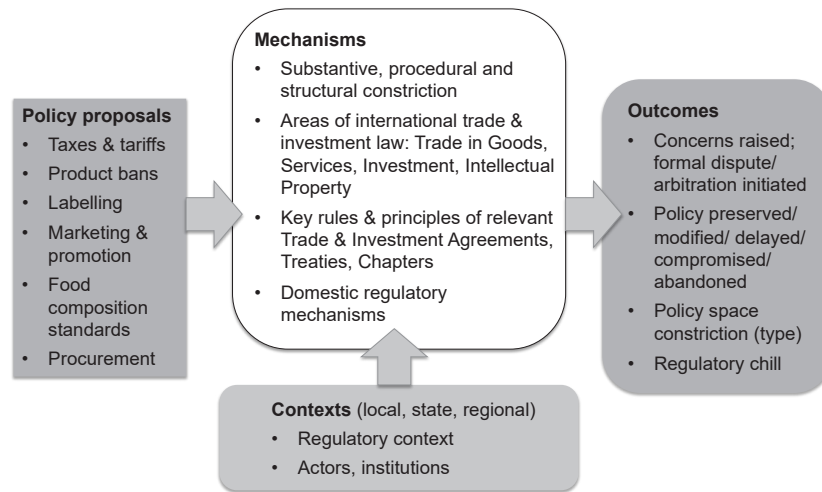 Policy proposals
• Taxes & tariffs
• Product bans
• Labelling
• Marketing &
promotion
• Food
composition
standards
• Procurement
Mechanisms
• Substantive, procedural and
structural constriction
• Areas of international trade &
investment law: Trade in Goods,
Services, Investment, Intellectual
Property
• Key rules & principles of relevant
Trade & Investment Agreements,
Treaties, Chapters
• Domestic regulatory
mechanisms
Contexts (local, state, regional)
• Regulatory context
• Actors, institutions
Outcomes
• Concerns raised;
formal dispute/
arbitration initiated
• Policy preserved/
modified/ delayed/
compromised/
abandoned
• Policy space
constriction (type)
• Regulatory chill